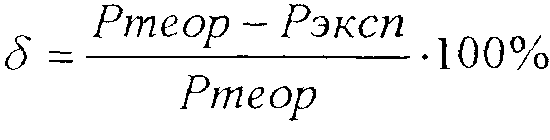 δ = (Pтеор – Pэксп) / Pтеор · 100%